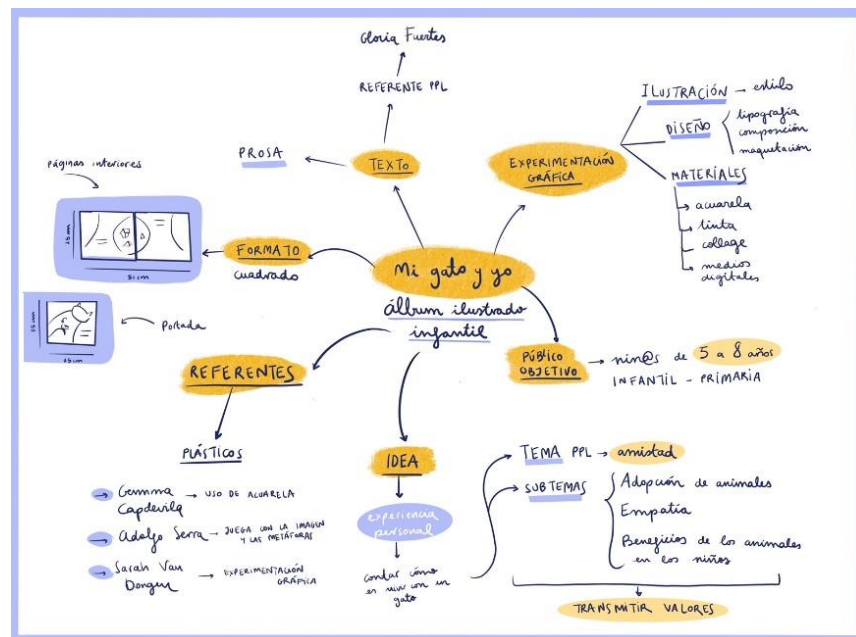 Gloria Fuertes
REFERENTE PPL
PROSA
TEXTO
EXPERIMENTACIÓN
GRÁFICA
ILUSTRACIÓN → estilo
DISEÑO
tipografía
composición
maquetación
MATERIALES
acuarela
tinta
collage
medios
digitales
páginas interiores
25 cm
51 cm
FORMATO
cuadrado
Portada
25 cm
25 cm
Mi gato y yo
álbum ilustrado
infantil
PÚBLICO
OBJETIVO
niñ@s de 5 a 8 años
INFANTIL - PRIMARIA
REFERENTES
PLÁSTICOS
Gemma
Capdevila → USO DE ACUARELA
Adolfo Serra → JUEGA CON LA IMAGEN
Y LAS METÁFORAS
Sarah Van
Dongen → EXPERIMENTACIÓN
GRÁFICA
IDEA
experiencia
personal
contar cómo
es vivir con un
gato
TEMA PPL → amistad
SUBTEMAS
Adopción de animales
Empatía
Beneficios de los animales
en los niños
TRANSMITIR VALORES